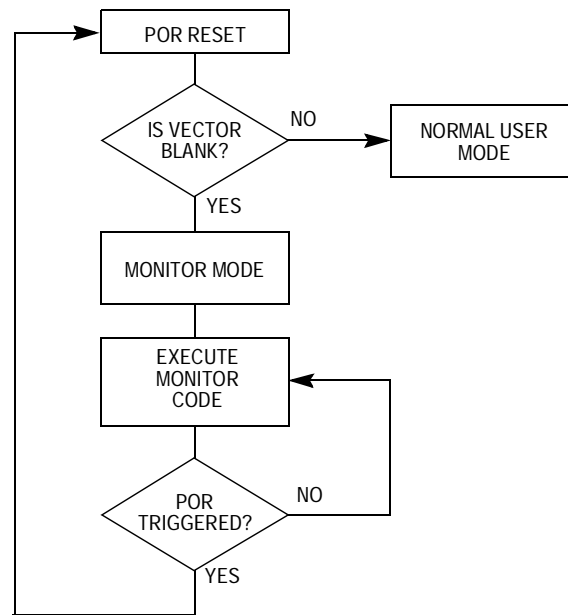 POR RESET
IS VECTOR
BLANK?
NO
NORMAL USER
MODE
YES
MONITOR MODE
EXECUTE
MONITOR
CODE
POR
TRIGGERED?
NO
YES